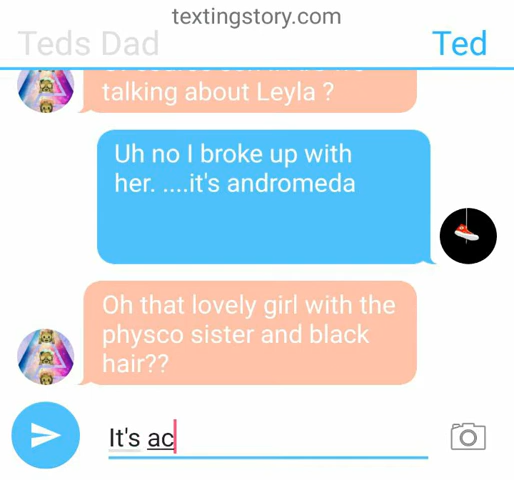 textingstory.com
Teds Dad
Ted
talking about Leyla ?
Uh no I broke up with
her. ....it's andromeda
Oh that lovely girl with the
physco sister and black
hair??
It's ac